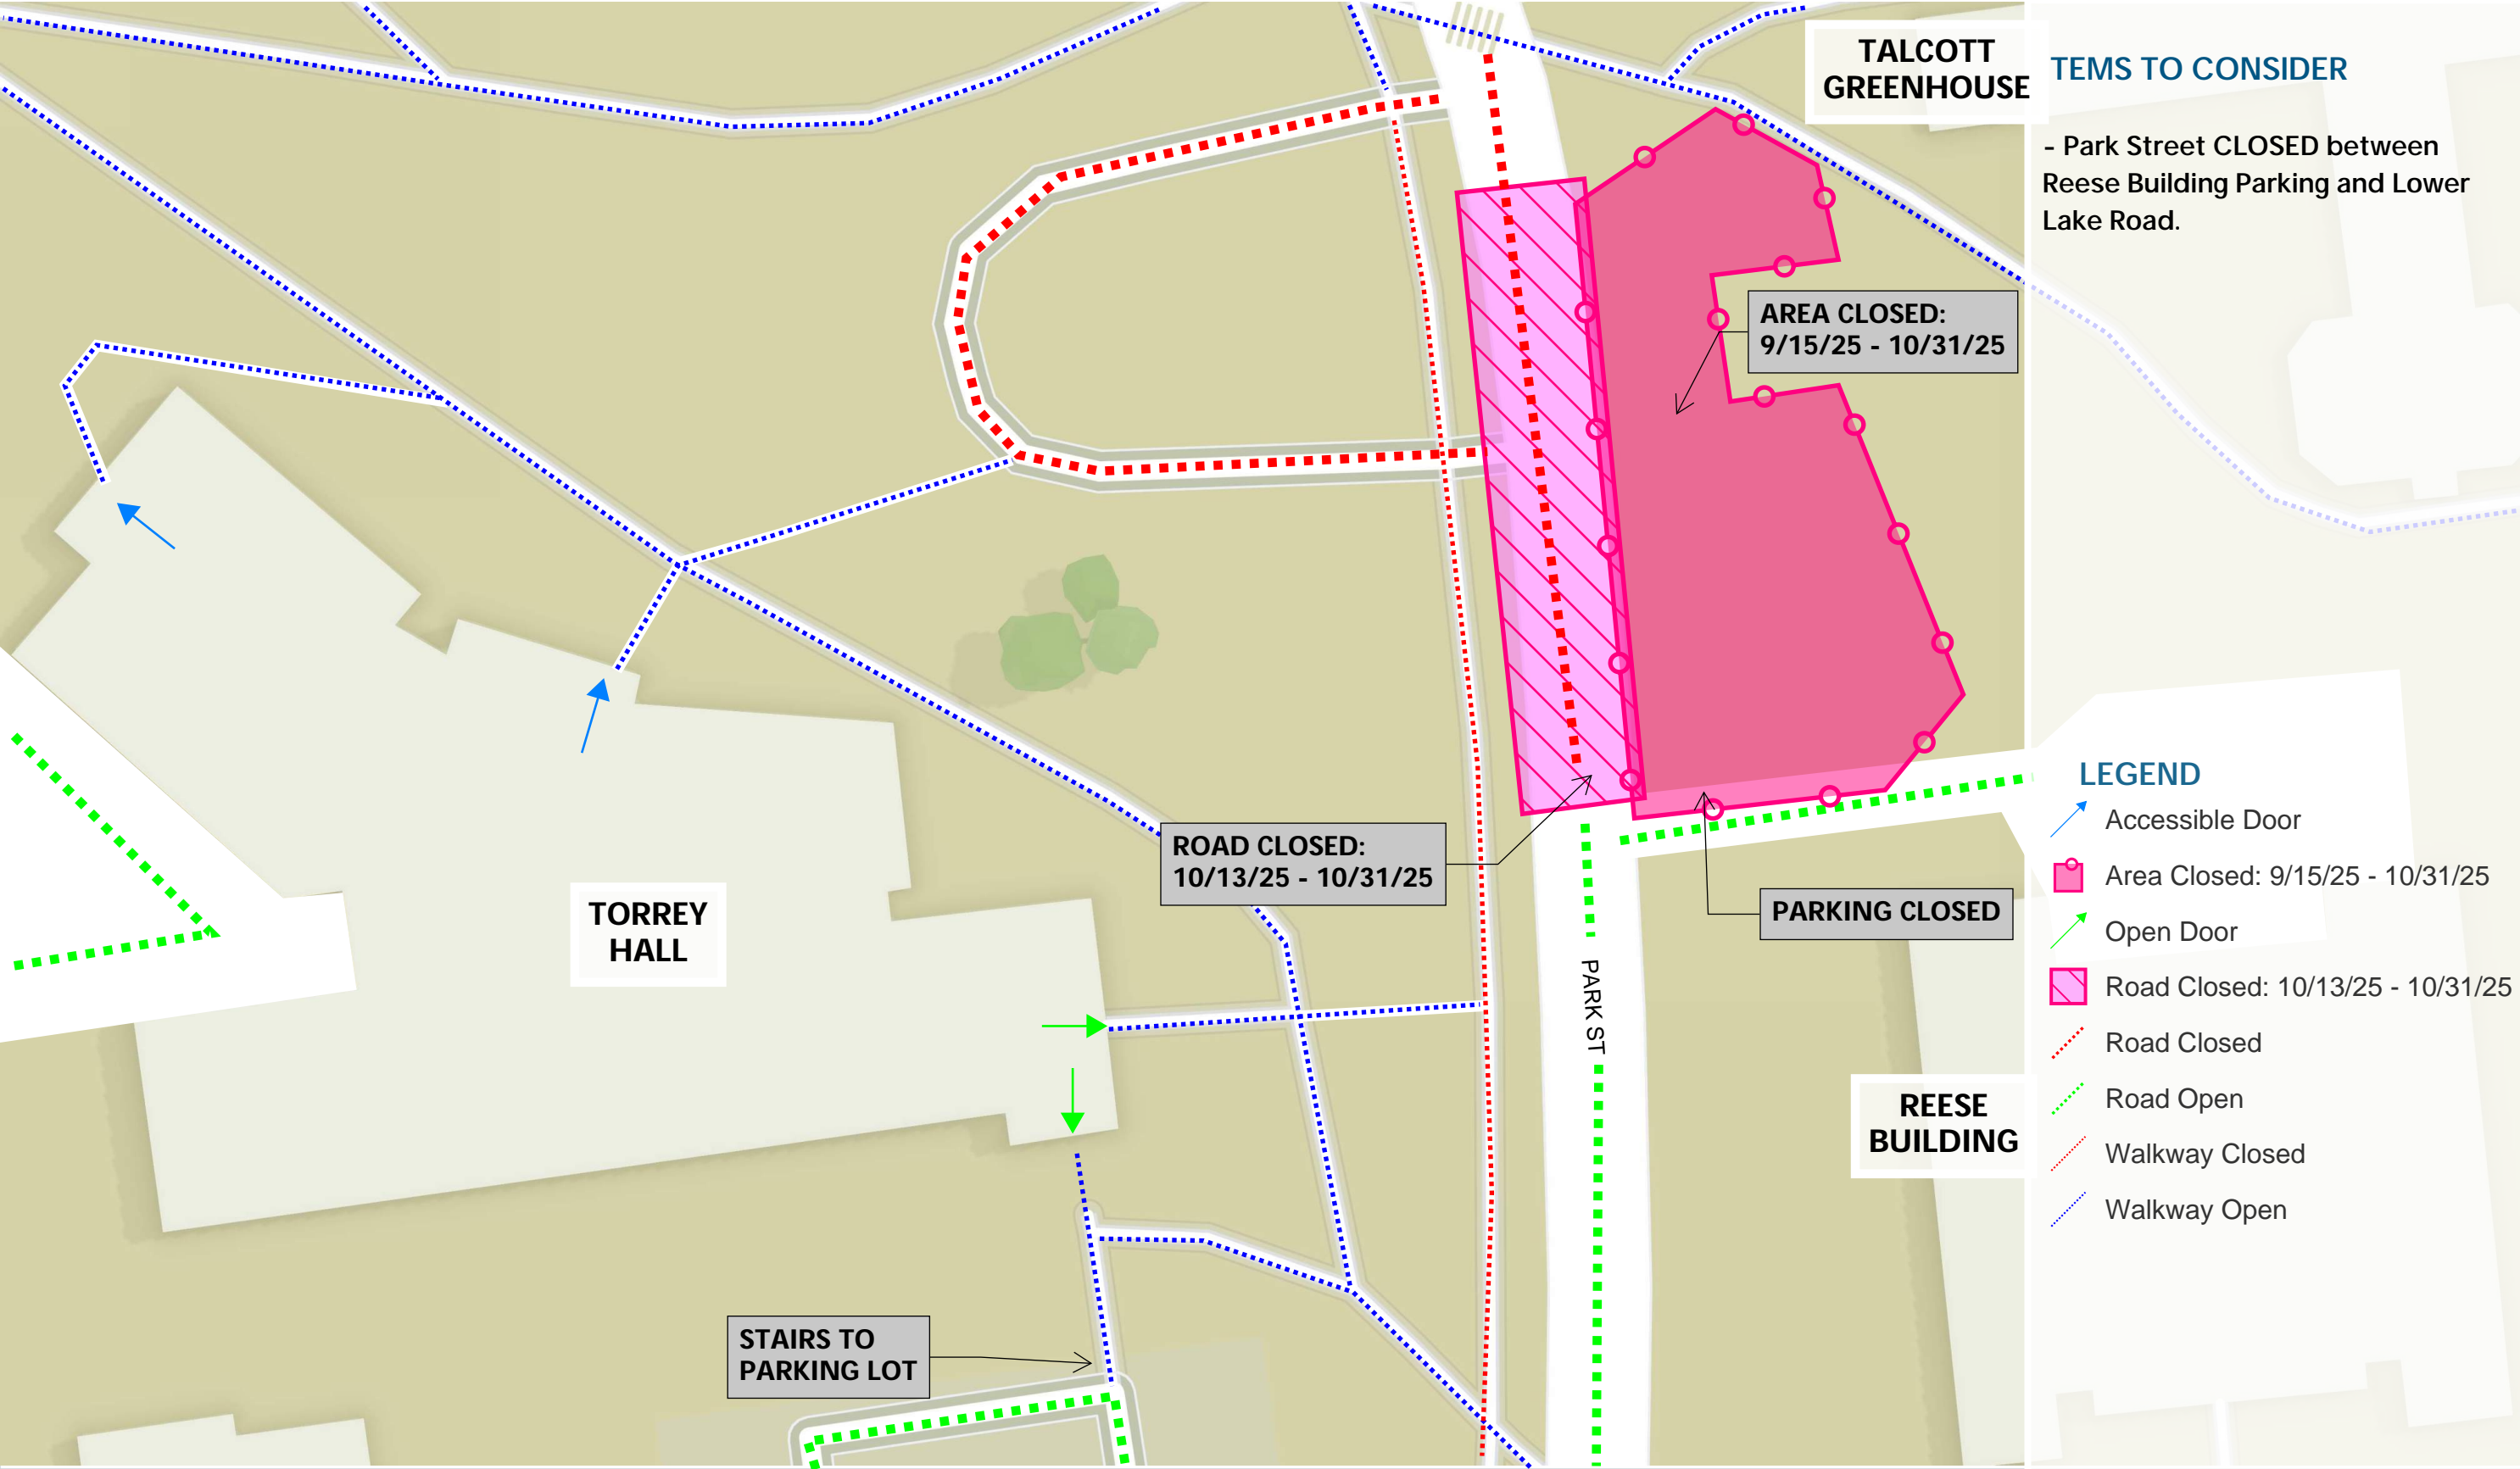 TALCOTT
GREENHOUSE
TEMS TO CONSIDER
- Park Street CLOSED between
Reese Building Parking and Lower
Lake Road.
AREA CLOSED:
9/15/25 - 10/31/25
ROAD CLOSED:
10/13/25 - 10/31/25
PARKING CLOSED
TORREY
HALL
PARK ST
REESE
BUILDING
STAIRS TO
PARKING LOT
LEGEND
Accessible Door
Area Closed: 9/15/25 - 10/31/25
Open Door
Road Closed: 10/13/25 - 10/31/25
Road Closed
Road Open
Walkway Closed
Walkway Open